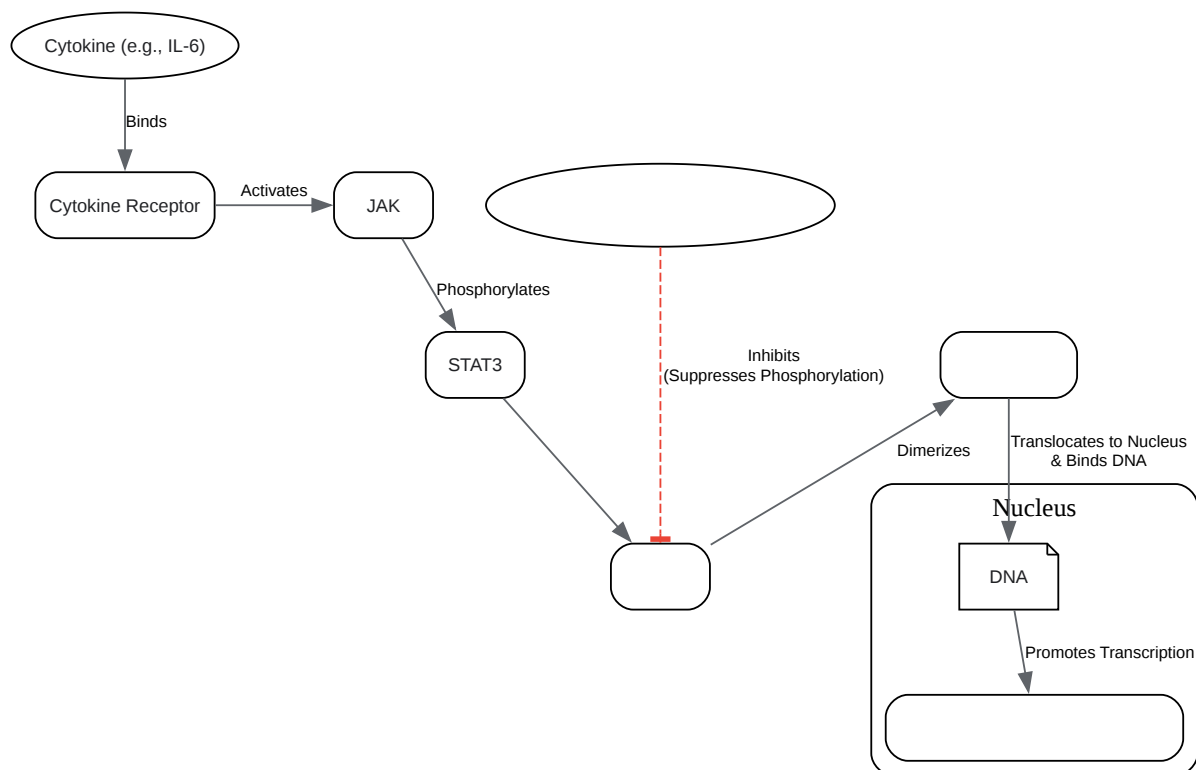 Cytokine (e.g., IL-6)
Binds
Cytokine Receptor
Activates
JAK
Phosphorylates
STAT3
Inhibits
(Suppresses Phosphorylation)
Dimerizes
Translocates to Nucleus
& Binds DNA
Nucleus
DNA
Promotes Transcription